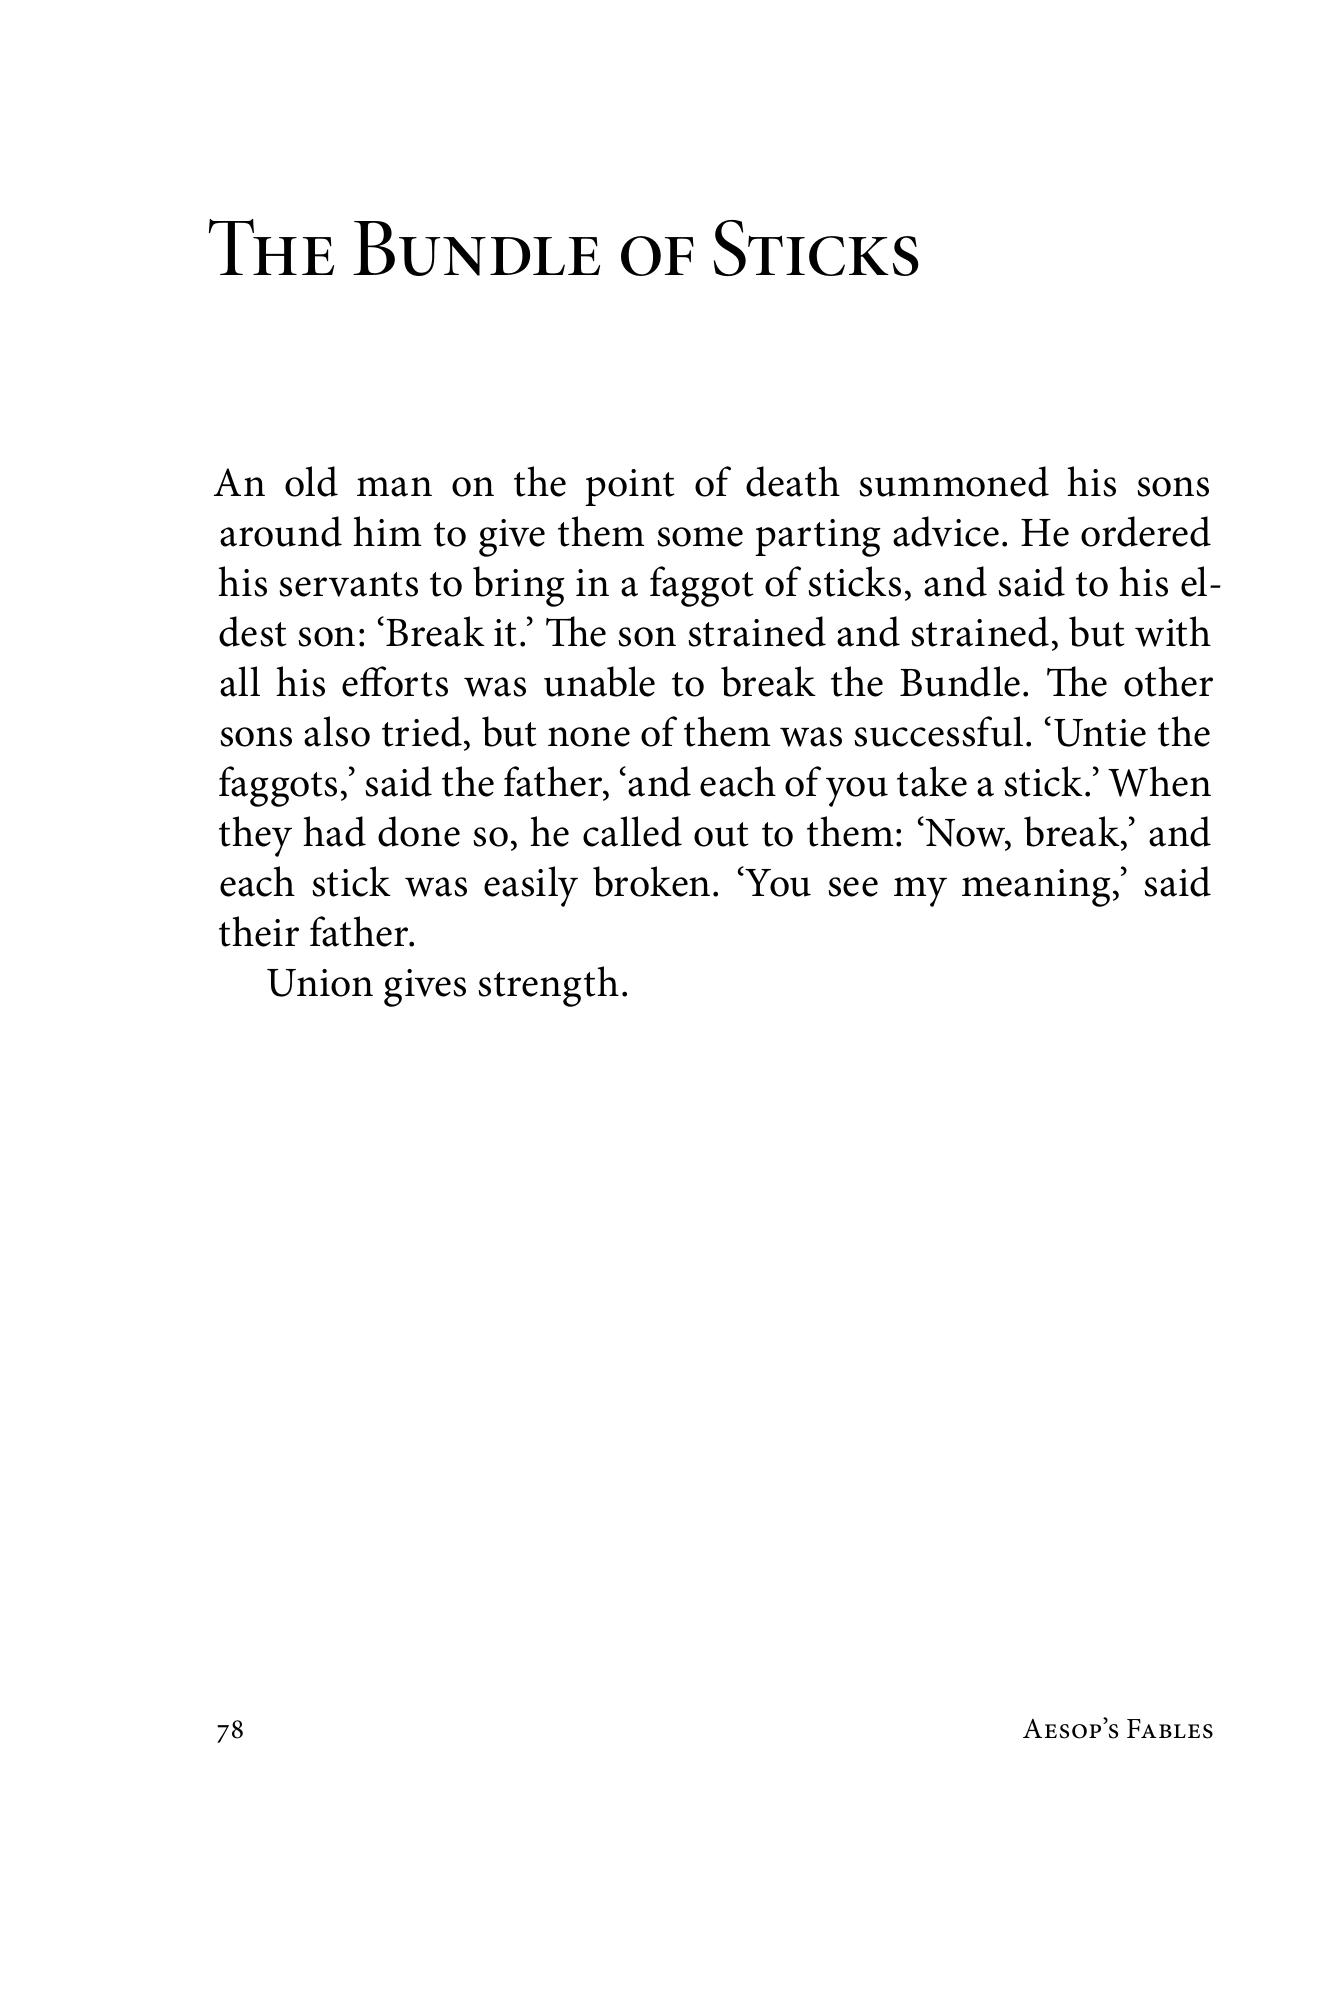 The Bundle of Sticks
An old man on the point of death summoned his sons
around him to give them some parting advice. He ordered
his servants to bring in a faggot of sticks, and said to his el-
dest son: ‘Break it.’ The son strained and strained, but with
all his efforts was unable to break the Bundle. The other
sons also tried, but none of them was successful. ‘Untie the
faggots,’ said the father, ‘and each of you take a stick.’ When
they had done so, he called out to them: ‘Now, break,’ and
each stick was easily broken. ‘You see my meaning,’ said
their father.
Union gives strength.
78 Aesop’s Fables